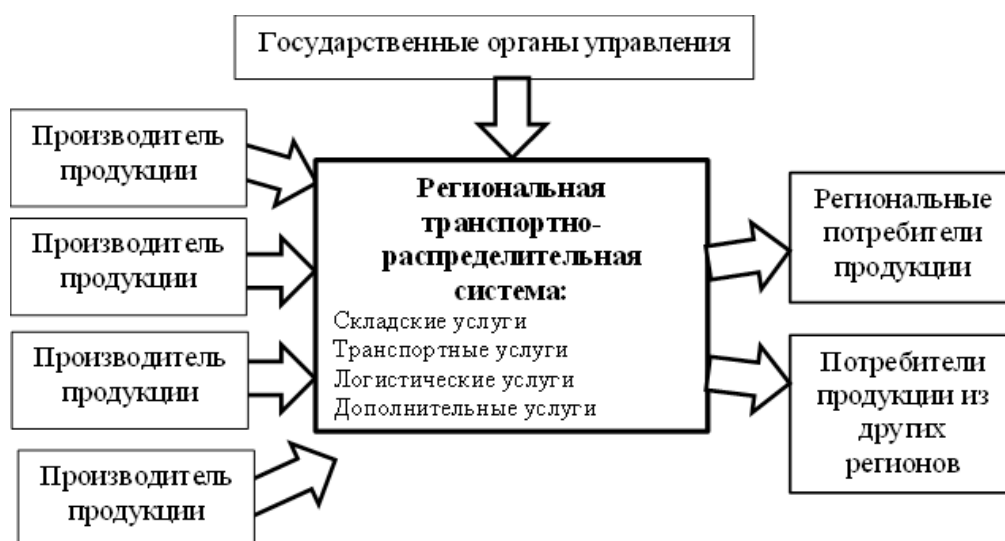 Государственные органы управления
Производитель
продукции
Производитель
продукции
Производитель
продукции
Производитель
продукции
Региональная
транспортно-
распределительная
система:
Складские услуги
Транспортные услуги
Логистические услуги
Дополнительные услуги
Региональные
потребители
продукции
Потребители
продукции из
других
регионов